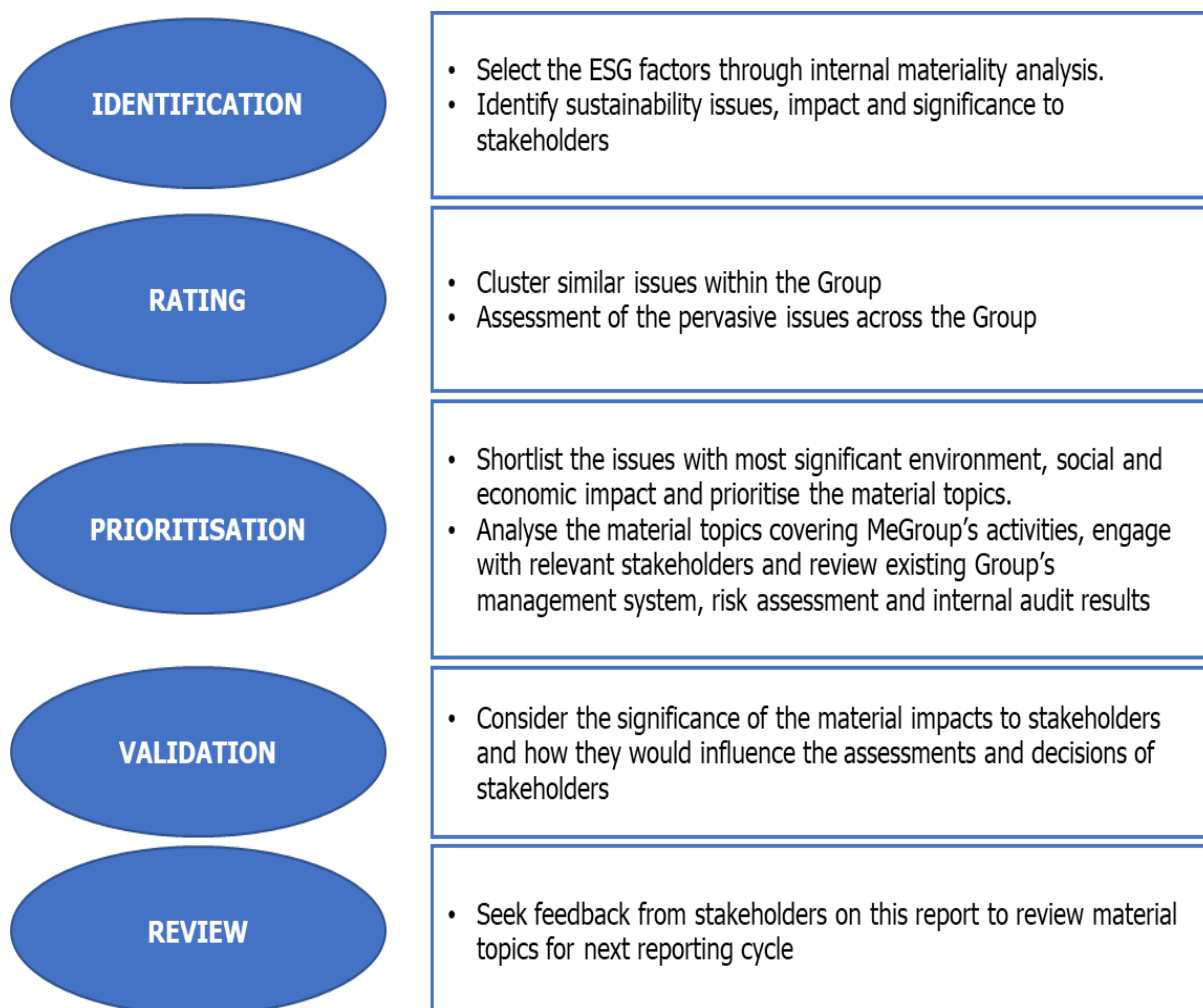 IDENTIFICATION
• Select the ESG factors through internal materiality analysis.
• Identify sustainability issues, impact and significance to
stakeholders
RATING
• Cluster similar issues within the Group
• Assessment of the pervasive issues across the Group
PRIORITISATION
• Shortlist the issues with most significant environment, social and
economic impact and prioritise the material topics.
• Analyse the material topics covering MeGroup’s activities, engage
with relevant stakeholders and review existing Group’s
management system, risk assessment and internal audit results
VALIDATION
• Consider the significance of the material impacts to stakeholders
and how they would influence the assessments and decisions of
stakeholders
REVIEW
• Seek feedback from stakeholders on this report to review material
topics for next reporting cycle